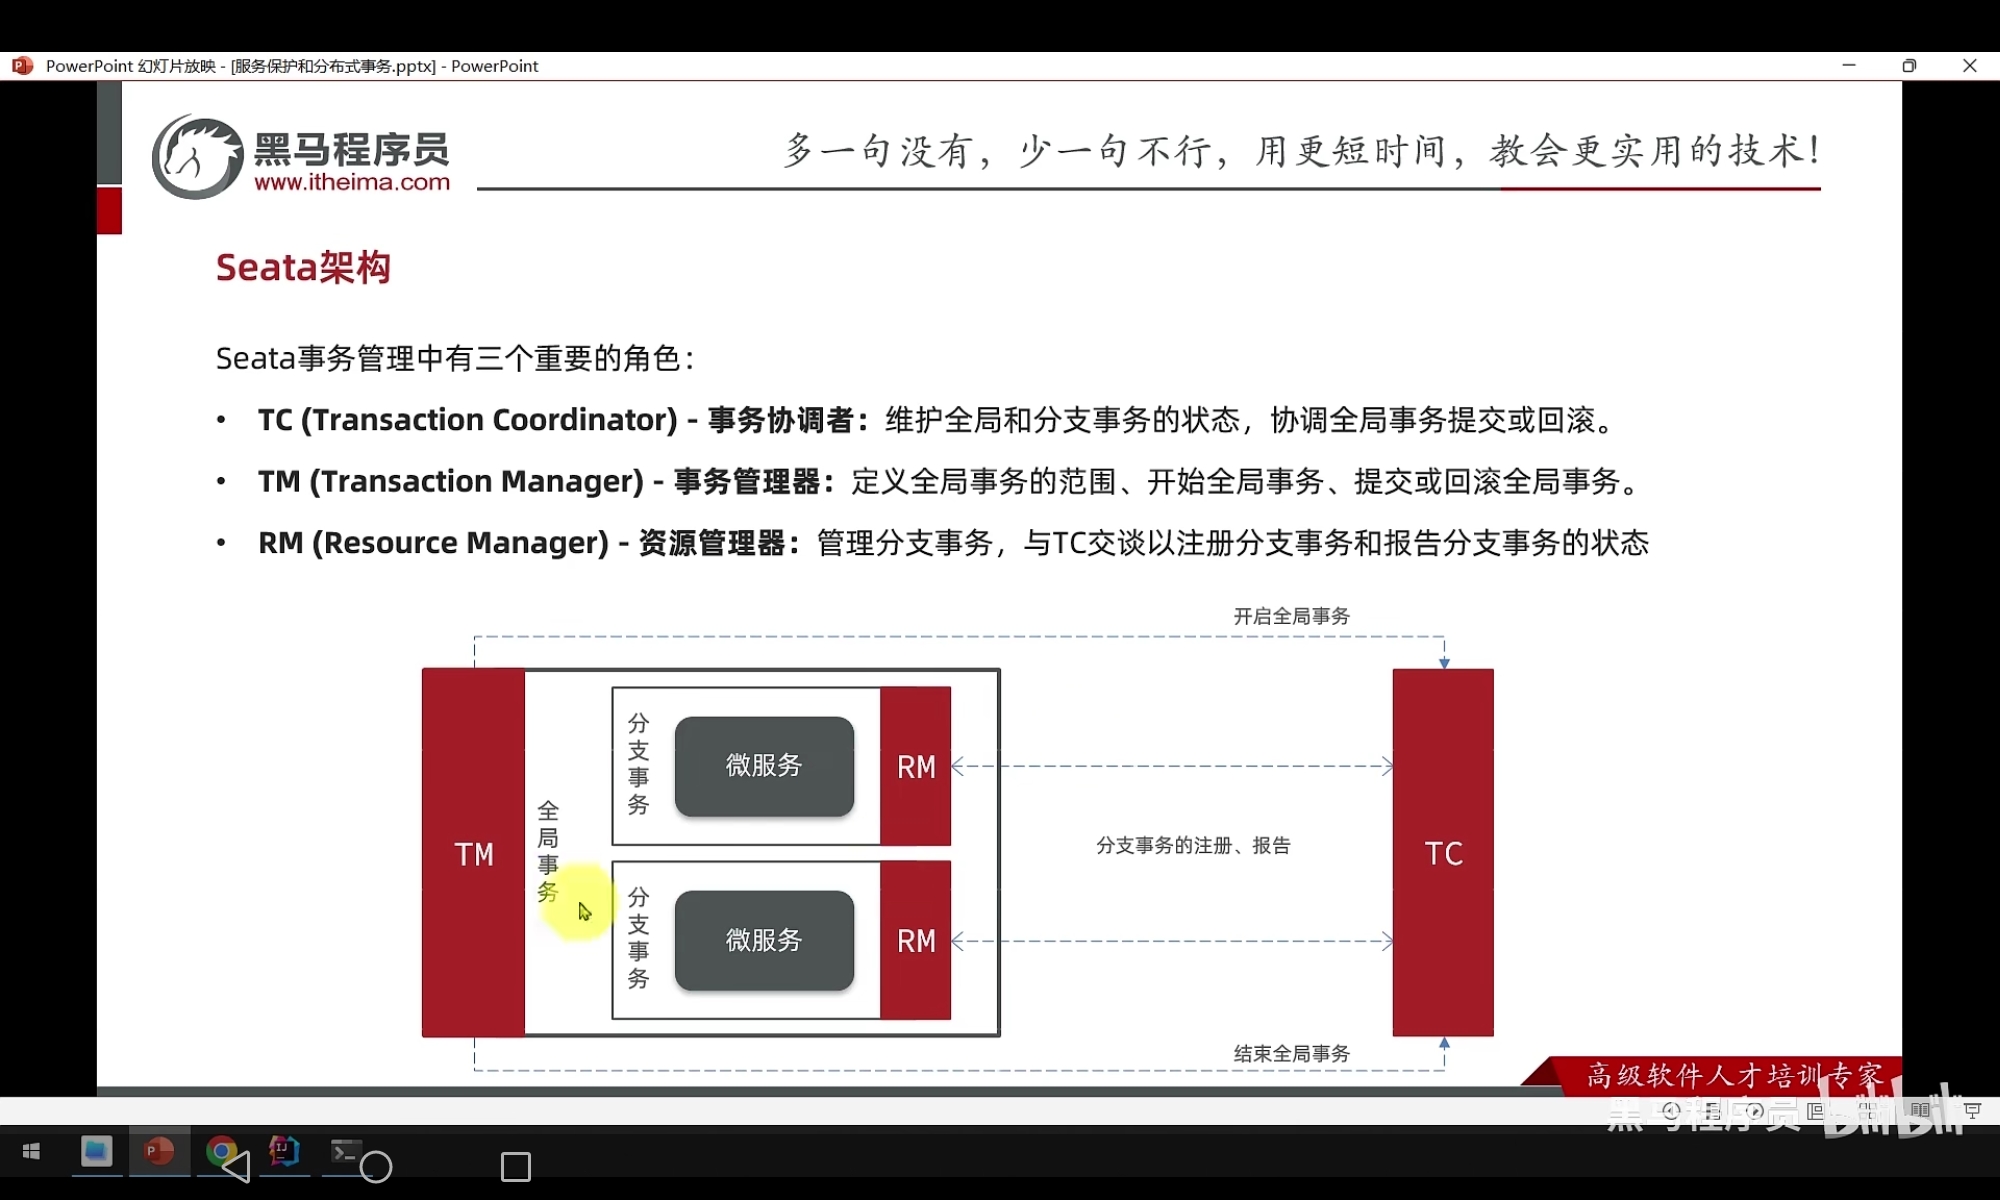 PowerPoint 幻灯片放映 - [服务保护和分布式事务.pptx] - PowerPoint
黑马程序员
www.itheima.com
多一句没有，少一句不行，用更短时间，教会更实用的技术！
Seata架构
Seata事务管理中有三个重要的角色：
• TC (Transaction Coordinator) - 事务协调者：维护全局和分支事务的状态，协调全局事务提交或回滚。
• TM (Transaction Manager) - 事务管理器：定义全局事务的范围、开始全局事务、提交或回滚全局事务。
• RM (Resource Manager) - 资源管理器：管理分支事务，与TC交谈以注册分支事务和报告分支事务的状态
开启全局事务
TM
全局事务
分支事务
微服务
RM
分支事务的注册、报告
TC
分支事务
微服务
RM
结束全局事务
高级软件人才培训专家
黑马程序员 bilibili